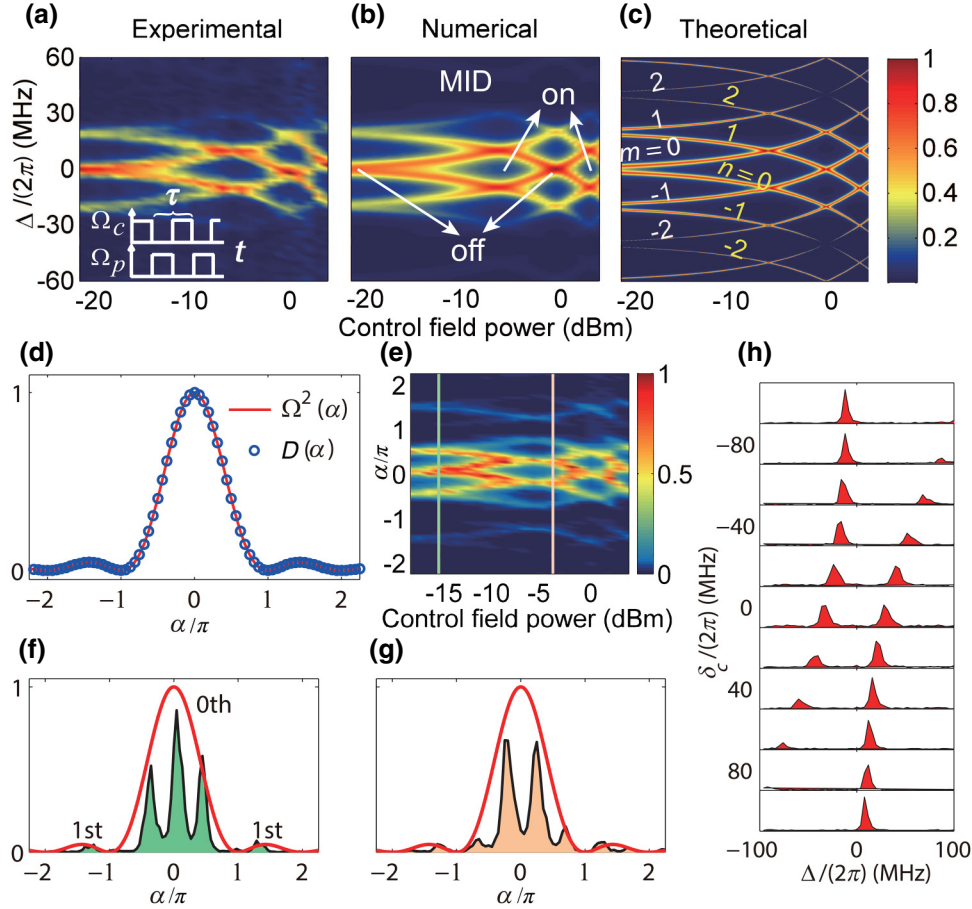 (a) Experimental
(b) Numerical
(c) Theoretical
Δ/(2π) (MHz)
60
30
0
-30
-60
Ω_c
τ
Ω_p
t
MID
on
off
2
2
1
1
m = 0
n = 0
-1
-1
-2
-2
1
0.8
0.6
0.4
0.2
-20 -10 0
-20 -10 0
-20 -10 0
Control field power (dBm)
(d)
1
0
Ω²(α)
D(α)
-2 -1 0 1 2
α/π
(e)
α/π
2
1
0
-1
-2
1
0.5
0
-15 -10 -5 0
Control field power (dBm)
(f)
1
0
0th
1st
1st
-2 -1 0 1 2
α/π
(g)
-2 -1 0 1 2
α/π
(h)
δ_c/(2π) (MHz)
−80
−40
0
40
80
-100 0 100
Δ/(2π) (MHz)